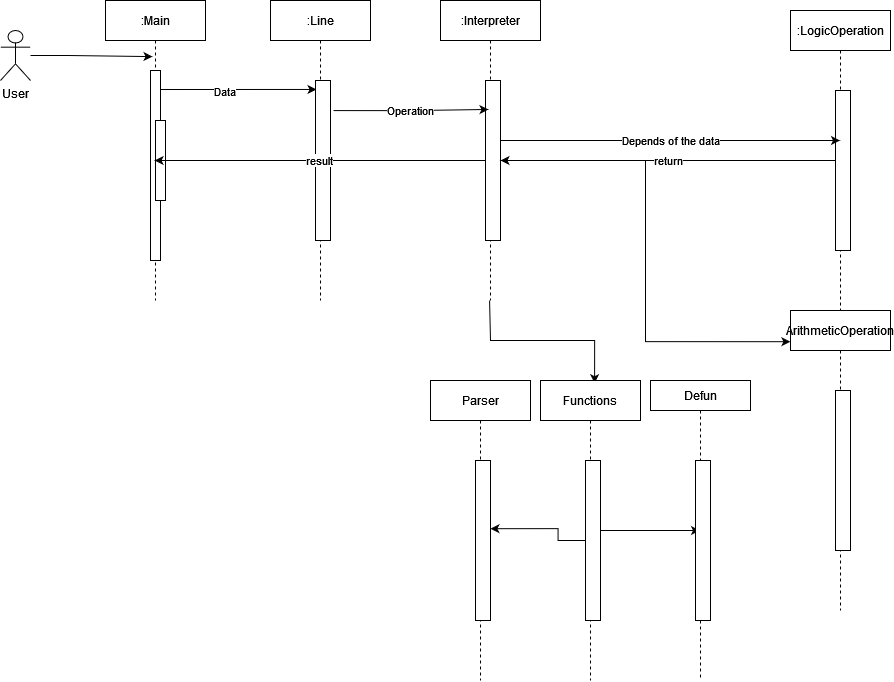 :Main
:Line
:Interpreter
:LogicOperation
User
Data
Operation
Depends of the data
result
return
ArithmeticOperation
Parser
Functions
Defun